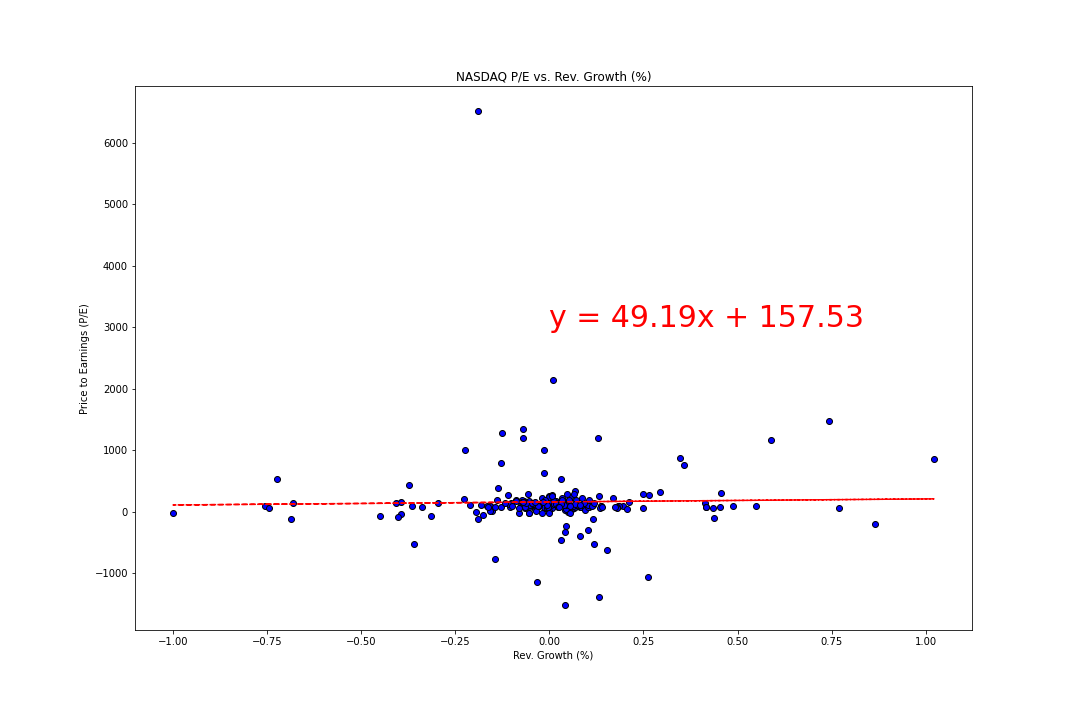 NASDAQ P/E vs. Rev. Growth (%)
6000
5000
4000
3000
2000
1000
0
−1000
Price to Earnings (P/E)
y = 49.19x + 157.53
−1.00 −0.75 −0.50 −0.25 0.00 0.25 0.50 0.75 1.00
Rev. Growth (%)